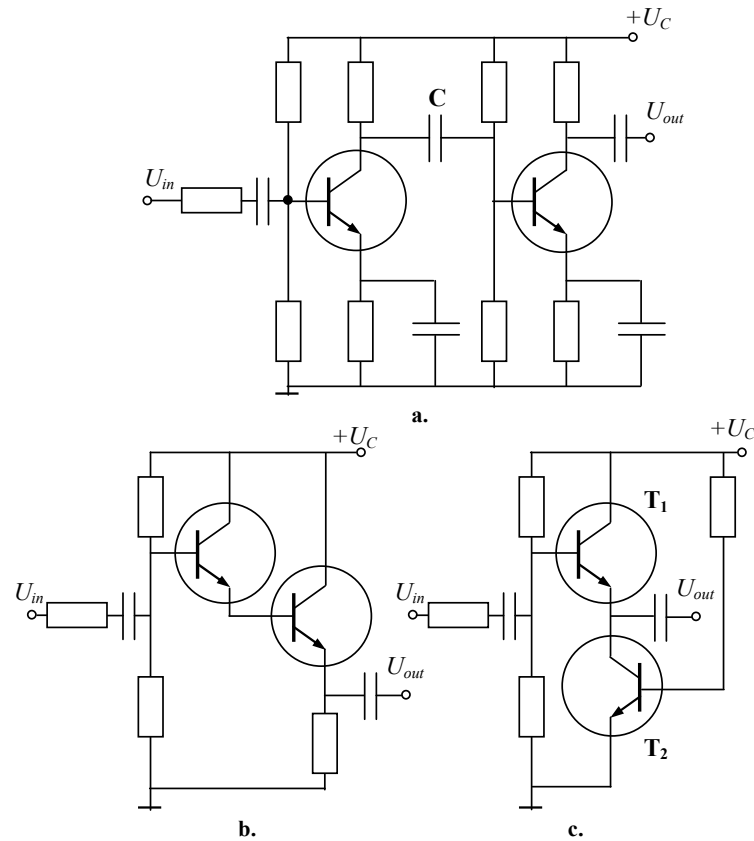 +U_C
C
U_out
U_in
a.
+U_C
+U_C
T_1
U_in
U_out
U_in
U_out
T_2
b.
c.